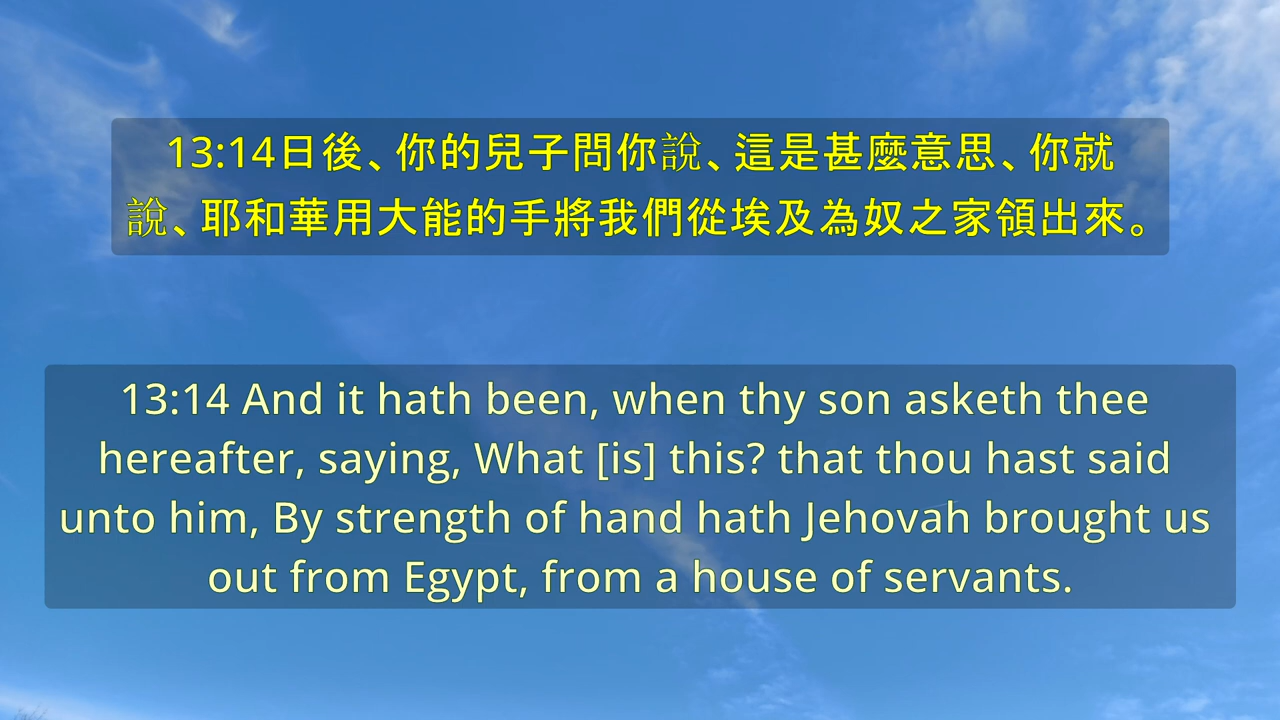 13:14日後、你的兒子問你說、這是甚麼意思、你就
說、耶和華用大能的手將我們從埃及為奴之家領出來。
13:14 And it hath been, when thy son asketh thee
hereafter, saying, What [is] this? that thou hast said
unto him, By strength of hand hath Jehovah brought us
out from Egypt, from a house of servants.